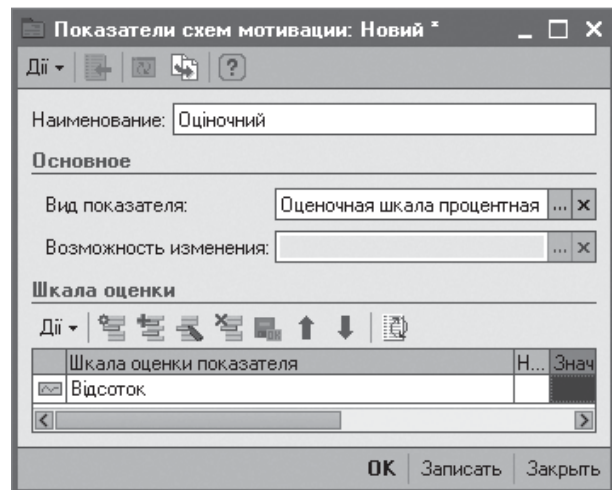 Показатели схем мотивации: Новий *
Дії
Наименование: Оціночний
Основное
Вид показателя: Оценочная шкала процентная ...
Возможность изменения: ...
Шкала оценки
Дії
Шкала оценки показателя Н... Знач
Відсоток
OK Записать Закрыть